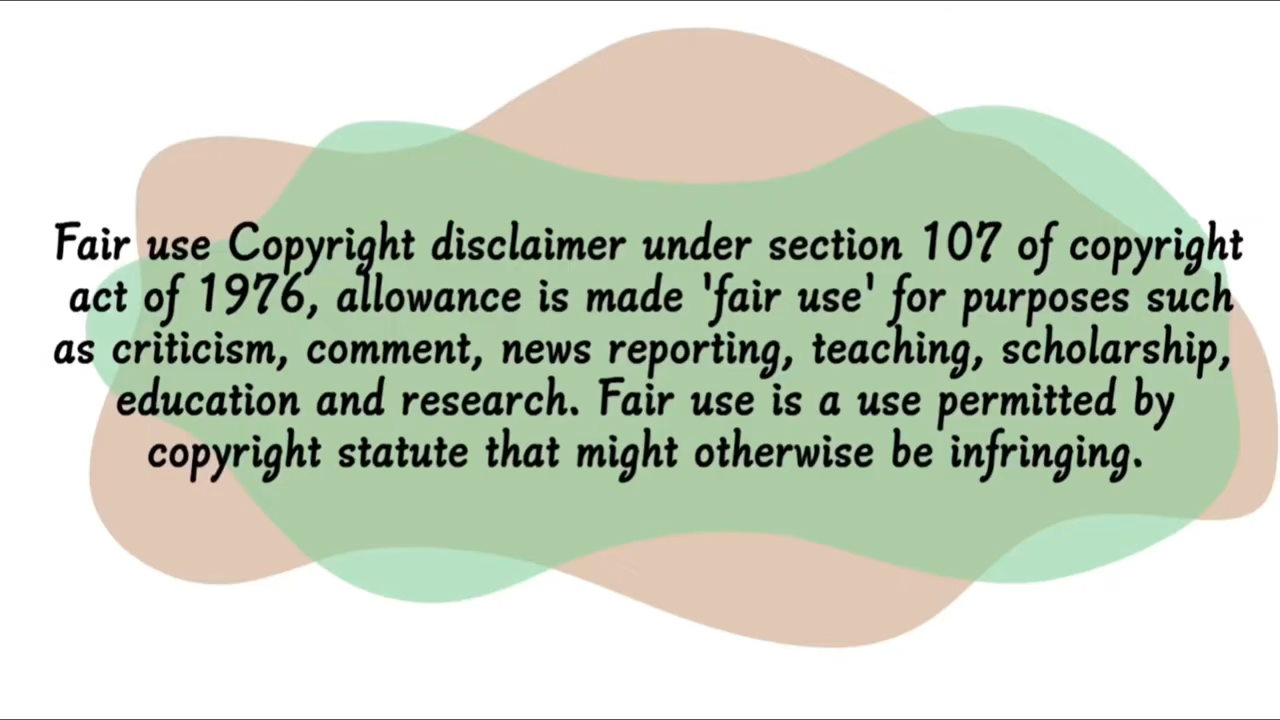 Fair use Copyright disclaimer under section 107 of copyright
act of 1976, allowance is made 'fair use' for purposes such
as criticism, comment, news reporting, teaching, scholarship,
education and research. Fair use is a use permitted by
copyright statute that might otherwise be infringing.